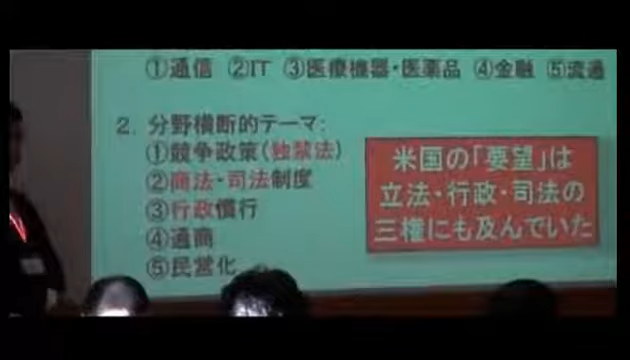 ①通信 ②IT ③医療機器・医薬品 ④金融 ⑤流通
2. 分野横断的テーマ:
①競争政策(独禁法)
②商法・司法制度
③行政慣行
④通商
⑤民営化
米国の「要望」は
立法・行政・司法の
三権にも及んでいた